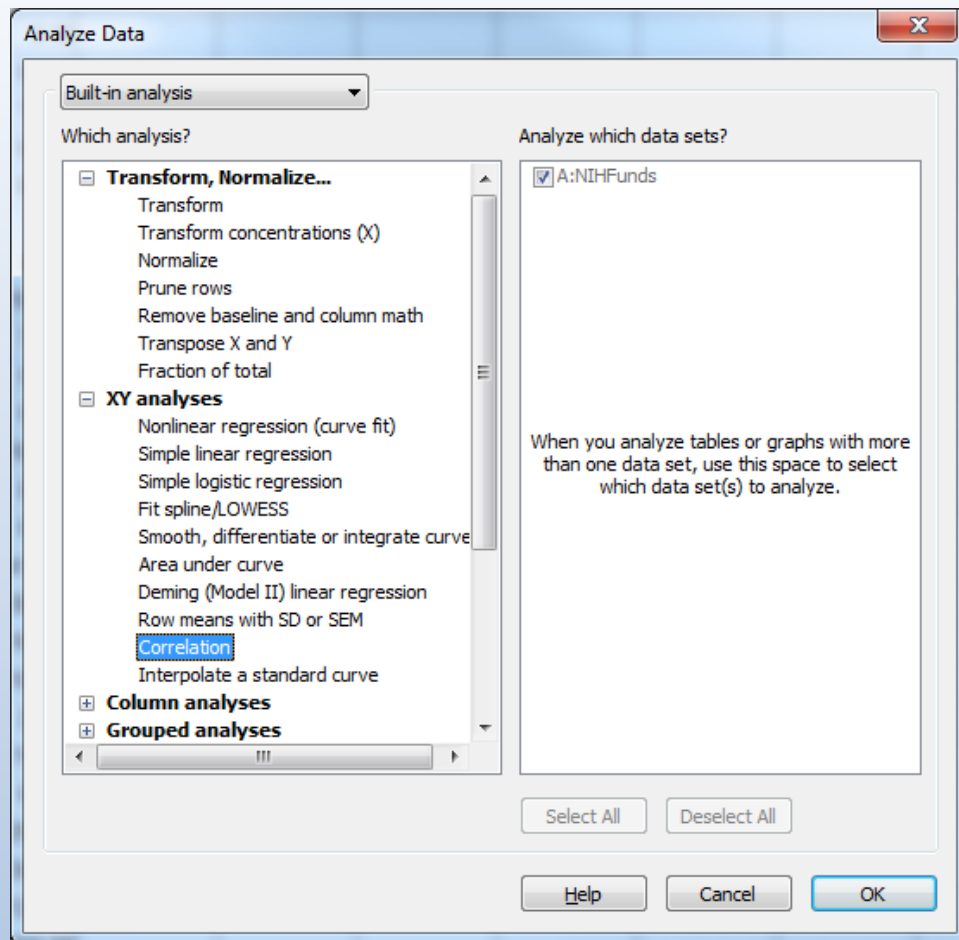 Analyze Data
Built-in analysis
Which analysis?
Transform, Normalize...
Transform
Transform concentrations (X)
Normalize
Prune rows
Remove baseline and column math
Transpose X and Y
Fraction of total
XY analyses
Nonlinear regression (curve fit)
Simple linear regression
Simple logistic regression
Fit spline/LOWESS
Smooth, differentiate or integrate curve
Area under curve
Deming (Model II) linear regression
Row means with SD or SEM
Correlation
Interpolate a standard curve
Column analyses
Grouped analyses
Analyze which data sets?
A:NIHFunds
When you analyze tables or graphs with more
than one data set, use this space to select
which data set(s) to analyze.
Select All
Deselect All
Help
Cancel
OK